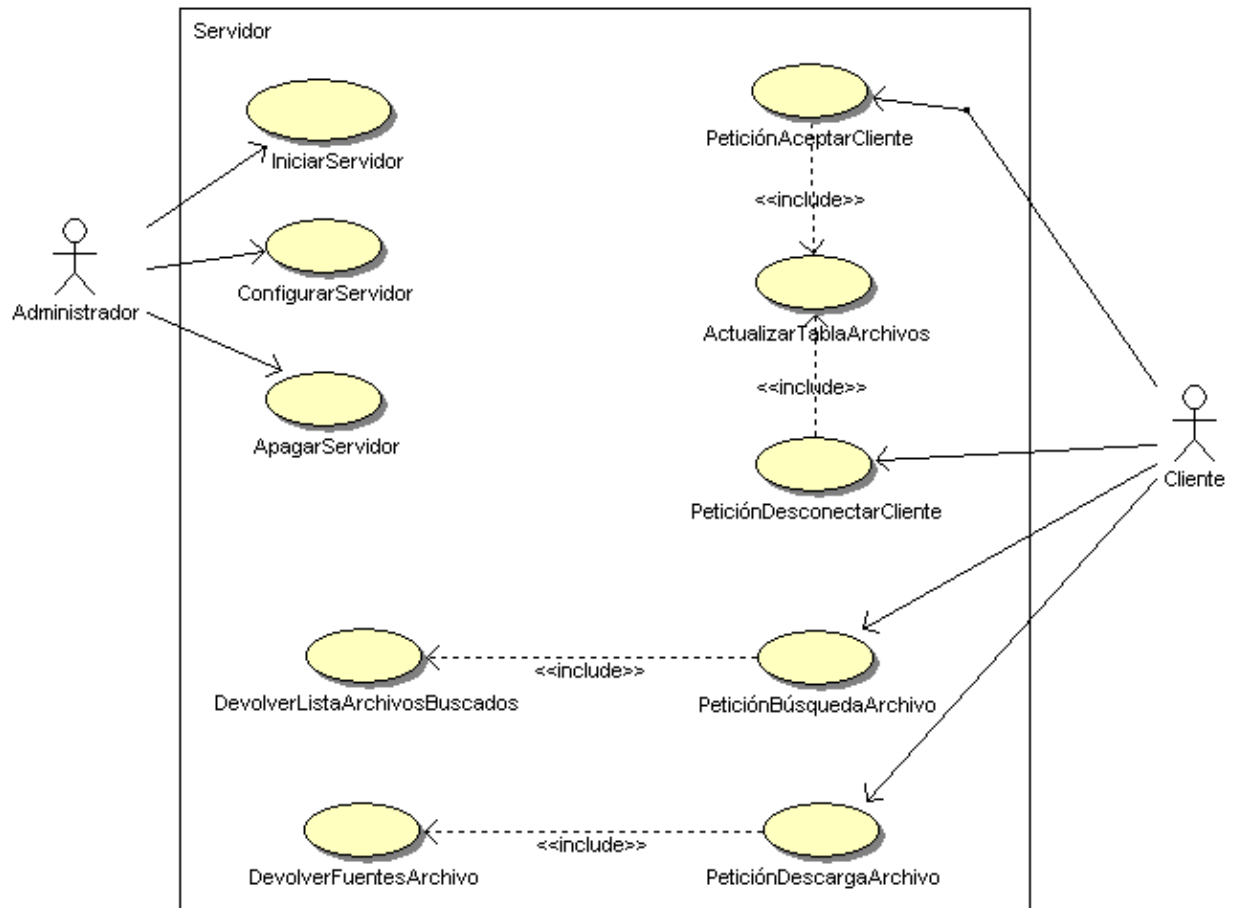 Servidor
PeticiónAceptarCliente
IniciarServidor
<<include>>
ConfigurarServidor
Administrador
ActualizarTablaArchivos
<<include>>
ApagarServidor
Cliente
PeticiónDesconectarCliente
<<include>>
DevolverListaArchivosBuscados
PeticiónBúsquedaArchivo
<<include>>
DevolverFuentesArchivo
PeticiónDescargaArchivo